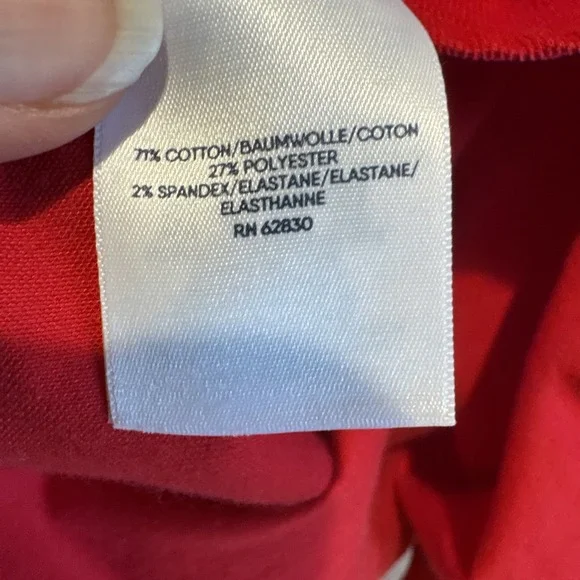 71% COTTON/BAUMWOLLE/COTON
27% POLYESTER
2% SPANDEX/ELASTANE/ELASTANE/
ELASTHANNE
RN 62830